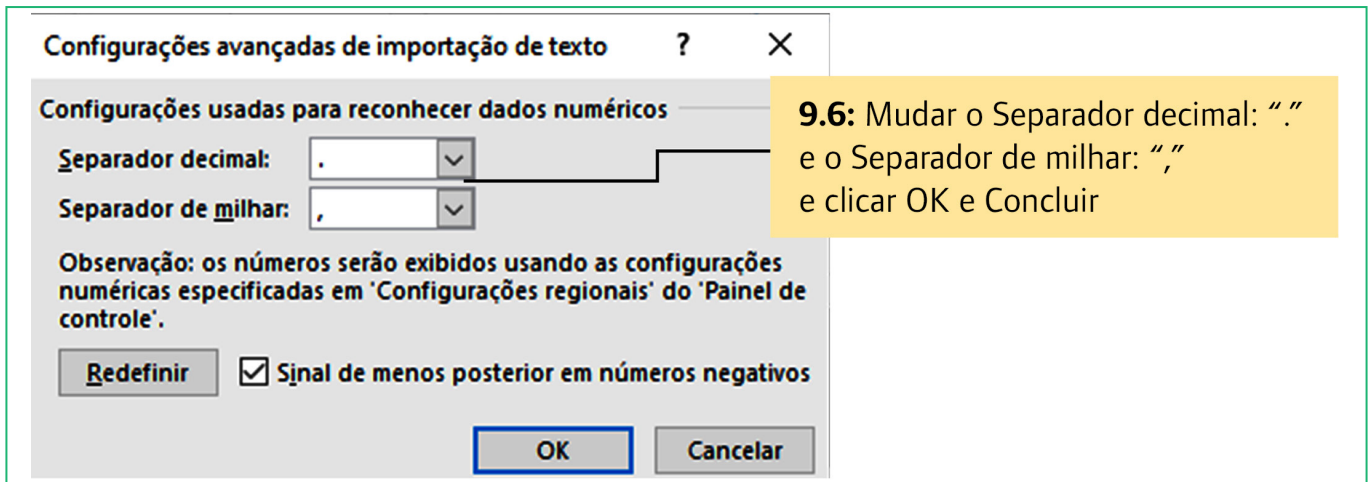 Configurações avançadas de importação de texto ? ×
Configurações usadas para reconhecer dados numéricos
Separador decimal: .
Separador de milhar: ,
Observação: os números serão exibidos usando as configurações
numéricas especificadas em 'Configurações regionais' do 'Painel de
controle'.
Redefinir Sinal de menos posterior em números negativos
OK Cancelar
9.6: Mudar o Separador decimal: “.”
e o Separador de milhar: “,”
e clicar OK e Concluir